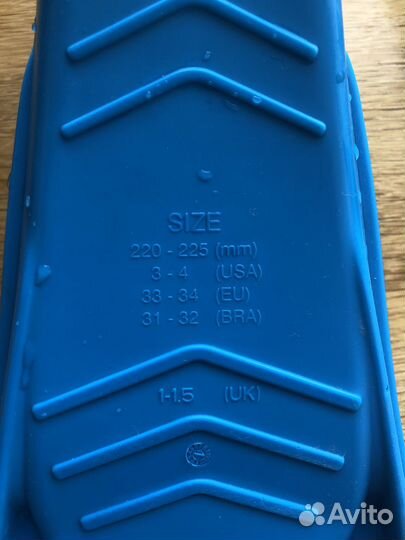 SIZE
220 - 225 (mm)
3 - 4 (USA)
33 - 34 (EU)
31 - 32 (BRA)
1-1.5 (UK)
Avito